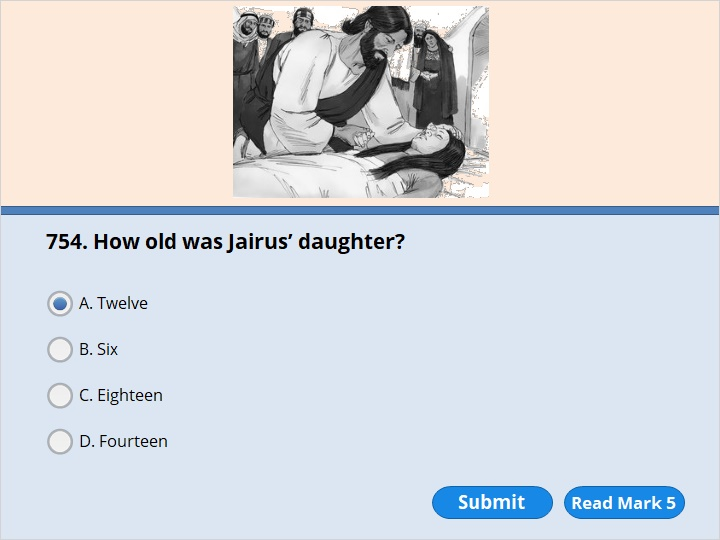 754. How old was Jairus’ daughter?
A. Twelve
B. Six
C. Eighteen
D. Fourteen
Submit
Read Mark 5